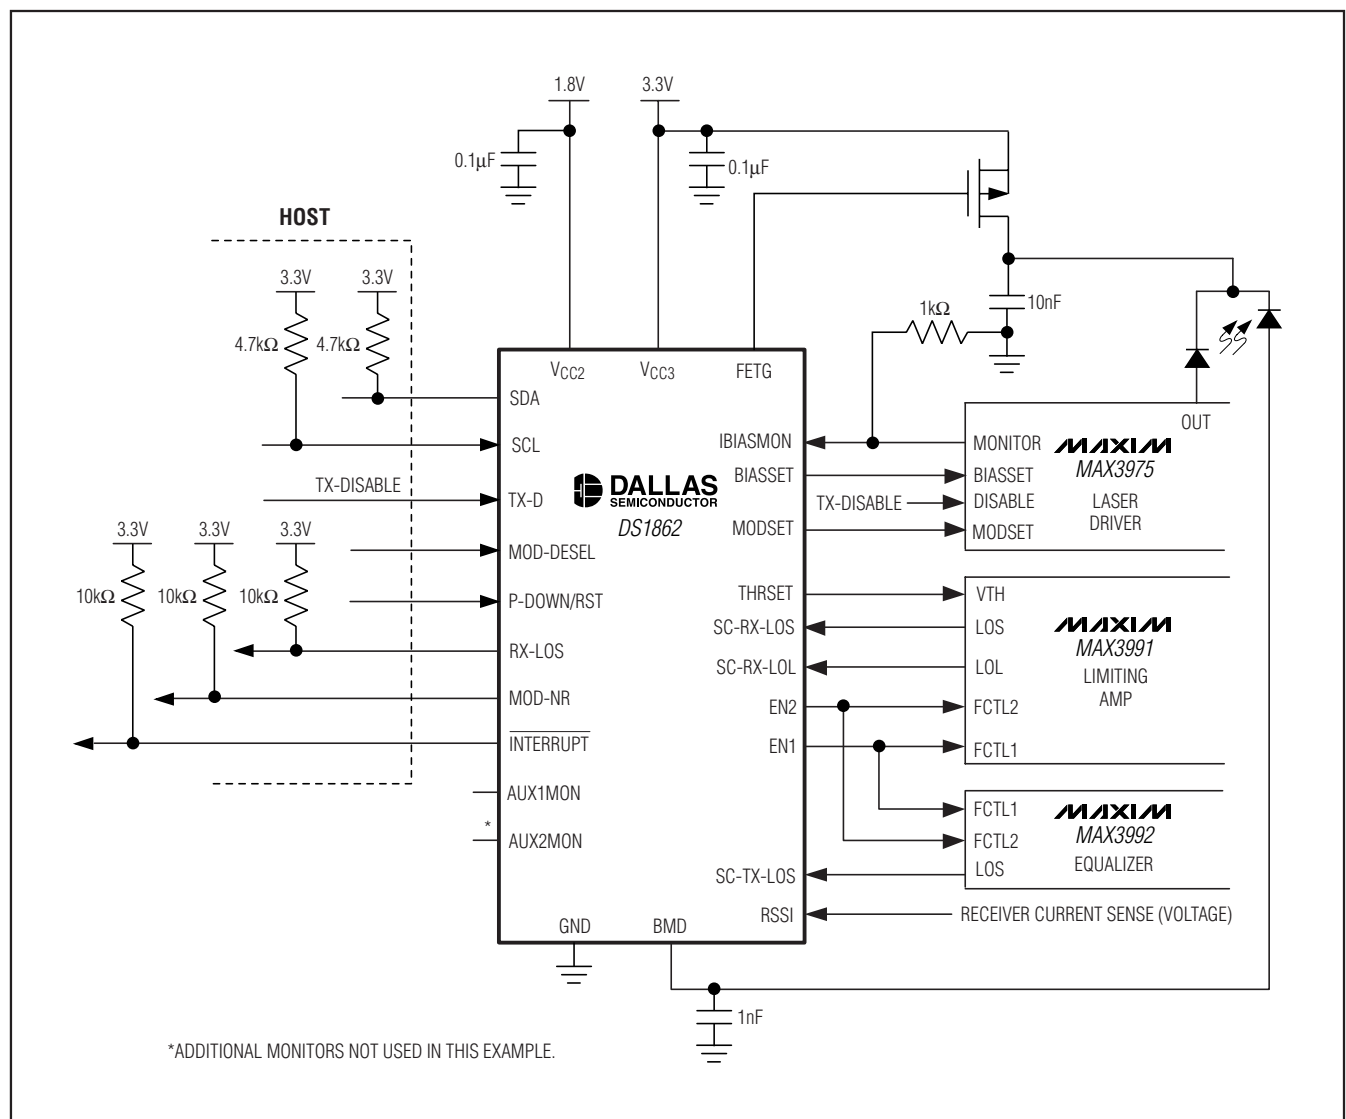 1.8V
3.3V
0.1µF
0.1µF
HOST
3.3V
3.3V
4.7kΩ
4.7kΩ
1kΩ
10nF
VCC2
VCC3
FETG
SDA
SCL
TX-DISABLE
TX-D
MOD-DESEL
P-DOWN/RST
RX-LOS
MOD-NR
INTERRUPT
AUX1MON
*
AUX2MON
3.3V
3.3V
3.3V
10kΩ
10kΩ
10kΩ
DALLAS
SEMICONDUCTOR
DS1862
IBIASMON
BIASSET
MODSET
THRSET
SC-RX-LOS
SC-RX-LOL
EN2
EN1
SC-TX-LOS
RSSI
GND
BMD
OUT
MONITOR
BIASSET
TX-DISABLE
DISABLE
MODSET
MAXIM
MAX3975
LASER
DRIVER
VTH
LOS
LOL
FCTL2
FCTL1
MAXIM
MAX3991
LIMITING
AMP
FCTL1
FCTL2
LOS
MAXIM
MAX3992
EQUALIZER
RECEIVER CURRENT SENSE (VOLTAGE)
1nF
*ADDITIONAL MONITORS NOT USED IN THIS EXAMPLE.